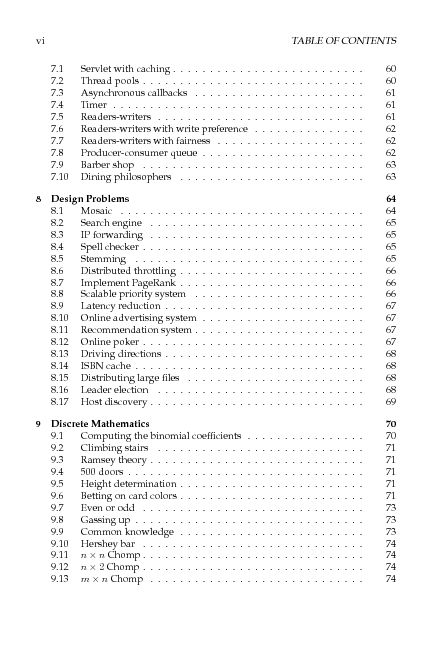 vi TABLE OF CONTENTS
7.1 Servlet with caching . . . . . . . . . . . . . . . . . . . . . . . . 60
7.2 Thread pools . . . . . . . . . . . . . . . . . . . . . . . . . . . 60
7.3 Asynchronous callbacks . . . . . . . . . . . . . . . . . . . . . . 61
7.4 Timer . . . . . . . . . . . . . . . . . . . . . . . . . . . . . . 61
7.5 Readers-writers . . . . . . . . . . . . . . . . . . . . . . . . . 61
7.6 Readers-writers with write preference . . . . . . . . . . . . . . 62
7.7 Readers-writers with fairness . . . . . . . . . . . . . . . . . . 62
7.8 Producer-consumer queue . . . . . . . . . . . . . . . . . . . . . 62
7.9 Barber shop . . . . . . . . . . . . . . . . . . . . . . . . . . . 63
7.10 Dining philosophers . . . . . . . . . . . . . . . . . . . . . . . 63
8 Design Problems 64
8.1 Mosaic . . . . . . . . . . . . . . . . . . . . . . . . . . . . . 64
8.2 Search engine . . . . . . . . . . . . . . . . . . . . . . . . . . 65
8.3 IP forwarding . . . . . . . . . . . . . . . . . . . . . . . . . . 65
8.4 Spell checker . . . . . . . . . . . . . . . . . . . . . . . . . . 65
8.5 Stemming . . . . . . . . . . . . . . . . . . . . . . . . . . . . 65
8.6 Distributed throttling . . . . . . . . . . . . . . . . . . . . . . 66
8.7 Implement PageRank . . . . . . . . . . . . . . . . . . . . . . . 66
8.8 Scalable priority system . . . . . . . . . . . . . . . . . . . . . 66
8.9 Latency reduction . . . . . . . . . . . . . . . . . . . . . . . . 67
8.10 Online advertising system . . . . . . . . . . . . . . . . . . . . 67
8.11 Recommendation system . . . . . . . . . . . . . . . . . . . . . . 67
8.12 Online poker . . . . . . . . . . . . . . . . . . . . . . . . . . 67
8.13 Driving directions . . . . . . . . . . . . . . . . . . . . . . . 68
8.14 ISBN cache . . . . . . . . . . . . . . . . . . . . . . . . . . . 68
8.15 Distributing large files . . . . . . . . . . . . . . . . . . . . . 68
8.16 Leader election . . . . . . . . . . . . . . . . . . . . . . . . . 68
8.17 Host discovery . . . . . . . . . . . . . . . . . . . . . . . . . 69
9 Discrete Mathematics 70
9.1 Computing the binomial coefficients . . . . . . . . . . . . . . . 70
9.2 Climbing stairs . . . . . . . . . . . . . . . . . . . . . . . . . 71
9.3 Ramsey theory . . . . . . . . . . . . . . . . . . . . . . . . . . 71
9.4 500 doors . . . . . . . . . . . . . . . . . . . . . . . . . . . . 71
9.5 Height determination . . . . . . . . . . . . . . . . . . . . . . . 71
9.6 Betting on card colors . . . . . . . . . . . . . . . . . . . . . . 71
9.7 Even or odd . . . . . . . . . . . . . . . . . . . . . . . . . . . 73
9.8 Gassing up . . . . . . . . . . . . . . . . . . . . . . . . . . . 73
9.9 Common knowledge . . . . . . . . . . . . . . . . . . . . . . . . 73
9.10 Hershey bar . . . . . . . . . . . . . . . . . . . . . . . . . . . 74
9.11 n × n Chomp . . . . . . . . . . . . . . . . . . . . . . . . . . . 74
9.12 n × 2 Chomp . . . . . . . . . . . . . . . . . . . . . . . . . . . 74
9.13 m × n Chomp . . . . . . . . . . . . . . . . . . . . . . . . . . . 74